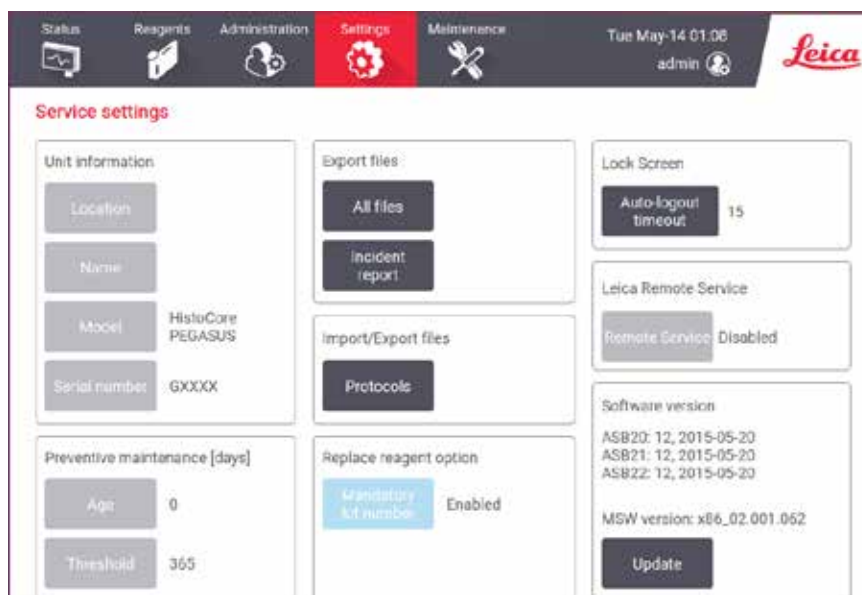 Status Reagents Administration Settings Maintenance
Tue May-14 01:08
admin
Leica
Service settings
Unit information
Location
Name
Model HistoCore
PEGASUS
Serial number GXXXX
Preventive maintenance [days]
Age 0
Threshold 365
Export files
All files
Incident
report
Import/Export files
Protocols
Replace reagent option
Mandatory
lot number Enabled
Lock Screen
Auto-logout
timeout 15
Leica Remote Service
Remote Service Disabled
Software version
ASB20: 12, 2015-05-20
ASB21: 12, 2015-05-20
ASB22: 12, 2015-05-20
MSW version: x86_02.001.062
Update